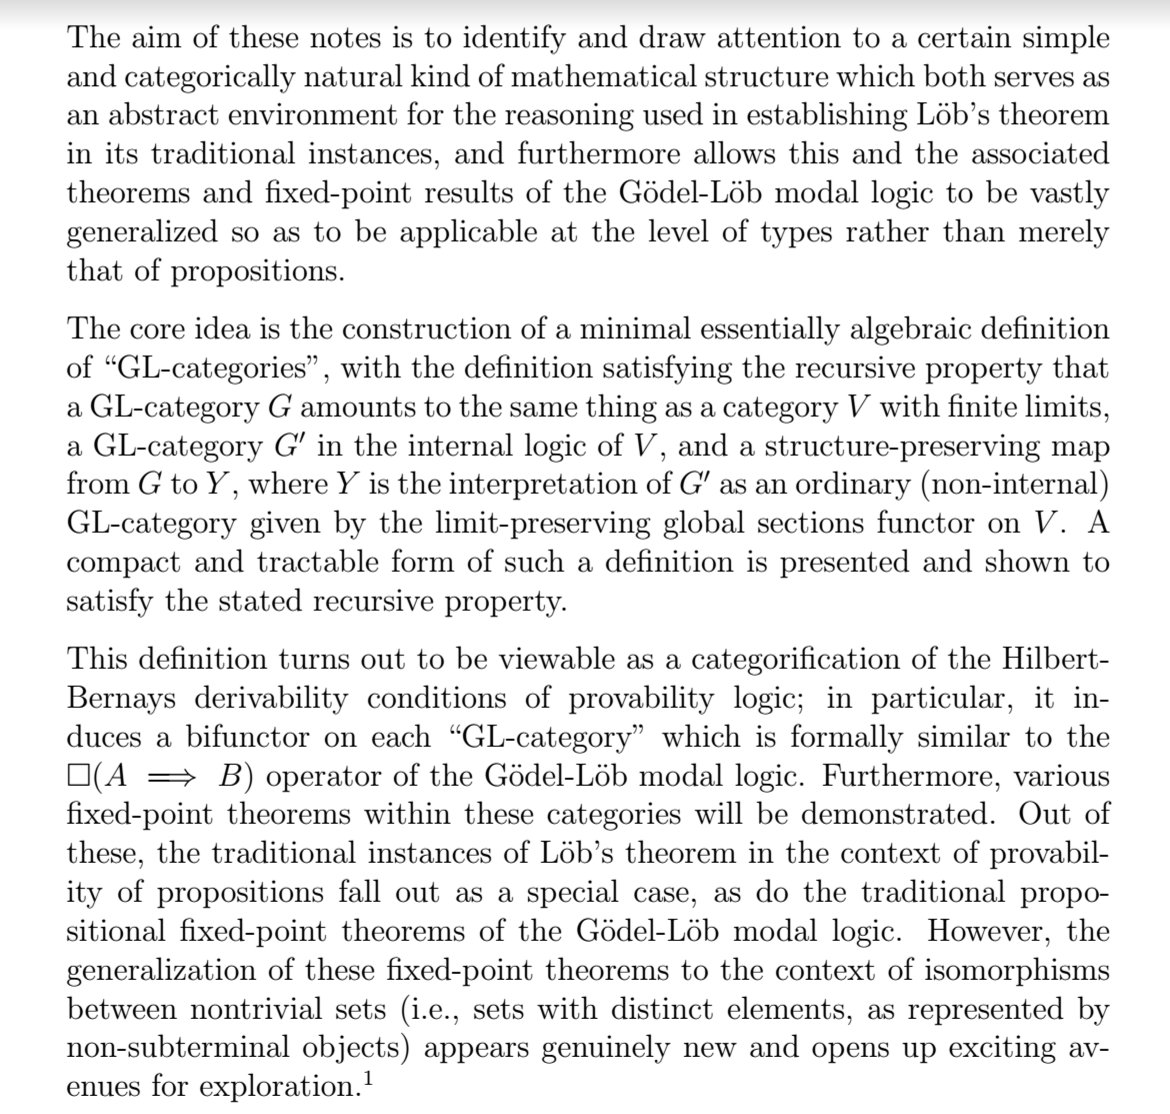 The aim of these notes is to identify and draw attention to a certain simple
and categorically natural kind of mathematical structure which both serves as
an abstract environment for the reasoning used in establishing Löb's theorem
in its traditional instances, and furthermore allows this and the associated
theorems and fixed-point results of the Gödel-Löb modal logic to be vastly
generalized so as to be applicable at the level of types rather than merely
that of propositions.
The core idea is the construction of a minimal essentially algebraic definition
of “GL-categories”, with the definition satisfying the recursive property that
a GL-category G amounts to the same thing as a category V with finite limits,
a GL-category G′ in the internal logic of V, and a structure-preserving map
from G to Y, where Y is the interpretation of G′ as an ordinary (non-internal)
GL-category given by the limit-preserving global sections functor on V. A
compact and tractable form of such a definition is presented and shown to
satisfy the stated recursive property.
This definition turns out to be viewable as a categorification of the Hilbert-
Bernays derivability conditions of provability logic; in particular, it in-
duces a bifunctor on each “GL-category” which is formally similar to the
□(A ⟹ B) operator of the Gödel-Löb modal logic. Furthermore, various
fixed-point theorems within these categories will be demonstrated. Out of
these, the traditional instances of Löb's theorem in the context of provabil-
ity of propositions fall out as a special case, as do the traditional propo-
sitional fixed-point theorems of the Gödel-Löb modal logic. However, the
generalization of these fixed-point theorems to the context of isomorphisms
between nontrivial sets (i.e., sets with distinct elements, as represented by
non-subterminal objects) appears genuinely new and opens up exciting av-
enues for exploration.¹